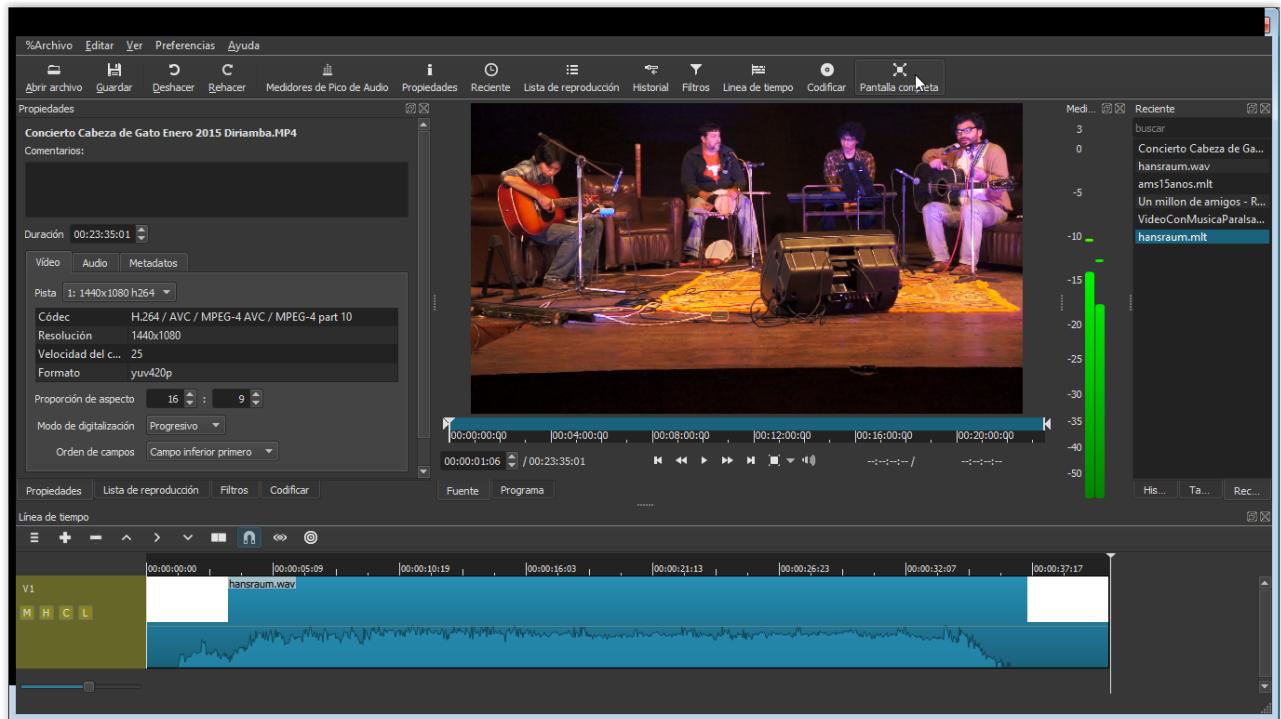 %Archivo Editar Ver Preferencias Ayuda
Abrir archivo Guardar Deshacer Rehacer Medidores de Pico de Audio Propiedades Reciente Lista de reproducción Historial Filtros Linea de tiempo Codificar Pantalla completa
Propiedades
Concierto Cabeza de Gato Enero 2015 Diriamba.MP4
Comentarios:
Duración 00:23:35:01
Vídeo Audio Metadatos
Pista 1: 1440x1080 h264
Códec H.264 / AVC / MPEG-4 AVC / MPEG-4 part 10
Resolución 1440x1080
Velocidad del c... 25
Formato yuv420p
Proporción de aspecto 16 : 9
Modo de digitalización Progresivo
Orden de campos Campo inferior primero
Propiedades Lista de reproducción Filtros Codificar
00:00:00:00 00:04:00:00 00:08:00:00 00:12:00:00 00:16:00:00 00:20:00:00
00:00:01:06 / 00:23:35:01 --:--:--:-- / --:--:--:--
Fuente Programa
Medi...
3
0
-5
-10
-15
-20
-25
-30
-35
-40
-50
Reciente
buscar
Concierto Cabeza de Ga...
hansraum.wav
ams15anos.mlt
Un millon de amigos - R...
VideoConMusicaParaIsa...
hansraum.mlt
His... Ta... Rec...
Línea de tiempo
00:00:00:00 00:00:05:09 00:00:10:19 00:00:16:03 00:00:21:13 00:00:26:23 00:00:32:07 00:00:37:17
V1
hansraum.wav
M H C L